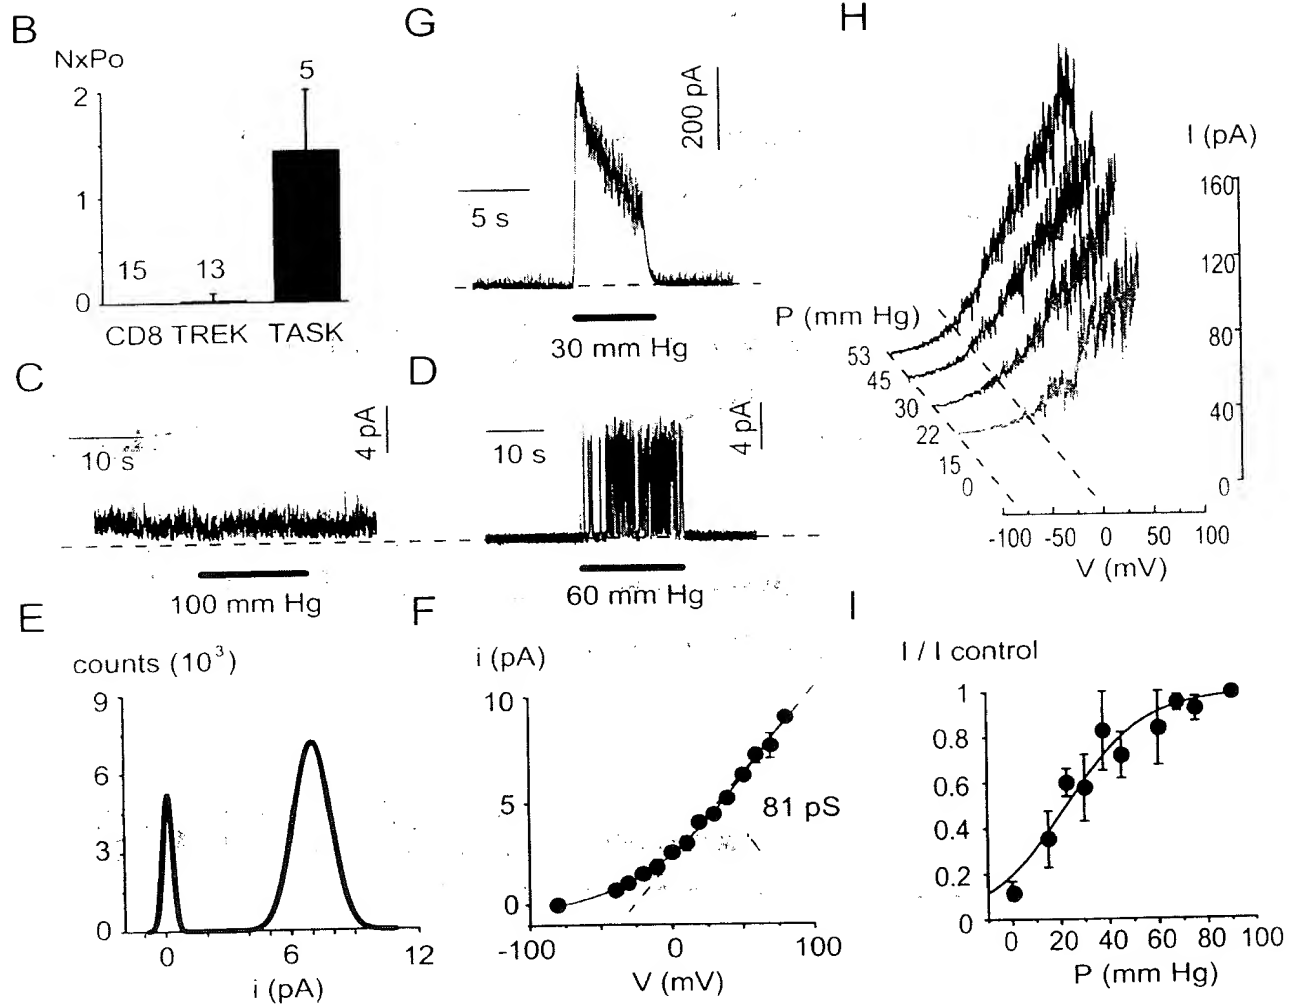 B
NxPo
2
1
0
15
13
5
CD8 TREK TASK
G
200 pA
5 s
30 mm Hg
H
I (pA)
160
120
80
40
0
P (mm Hg)
53
45
30
22
15
0
-100 -50 0 50 100
V (mV)
C
4 pA
10 s
100 mm Hg
D
4 pA
10 s
60 mm Hg
E
counts (10³)
9
6
3
0
0 6 12
i (pA)
F
i (pA)
10
5
0
81 pS
-100 0 100
V (mV)
I
I / I control
1
0.8
0.6
0.4
0.2
0
0 20 40 60 80 100
P (mm Hg)